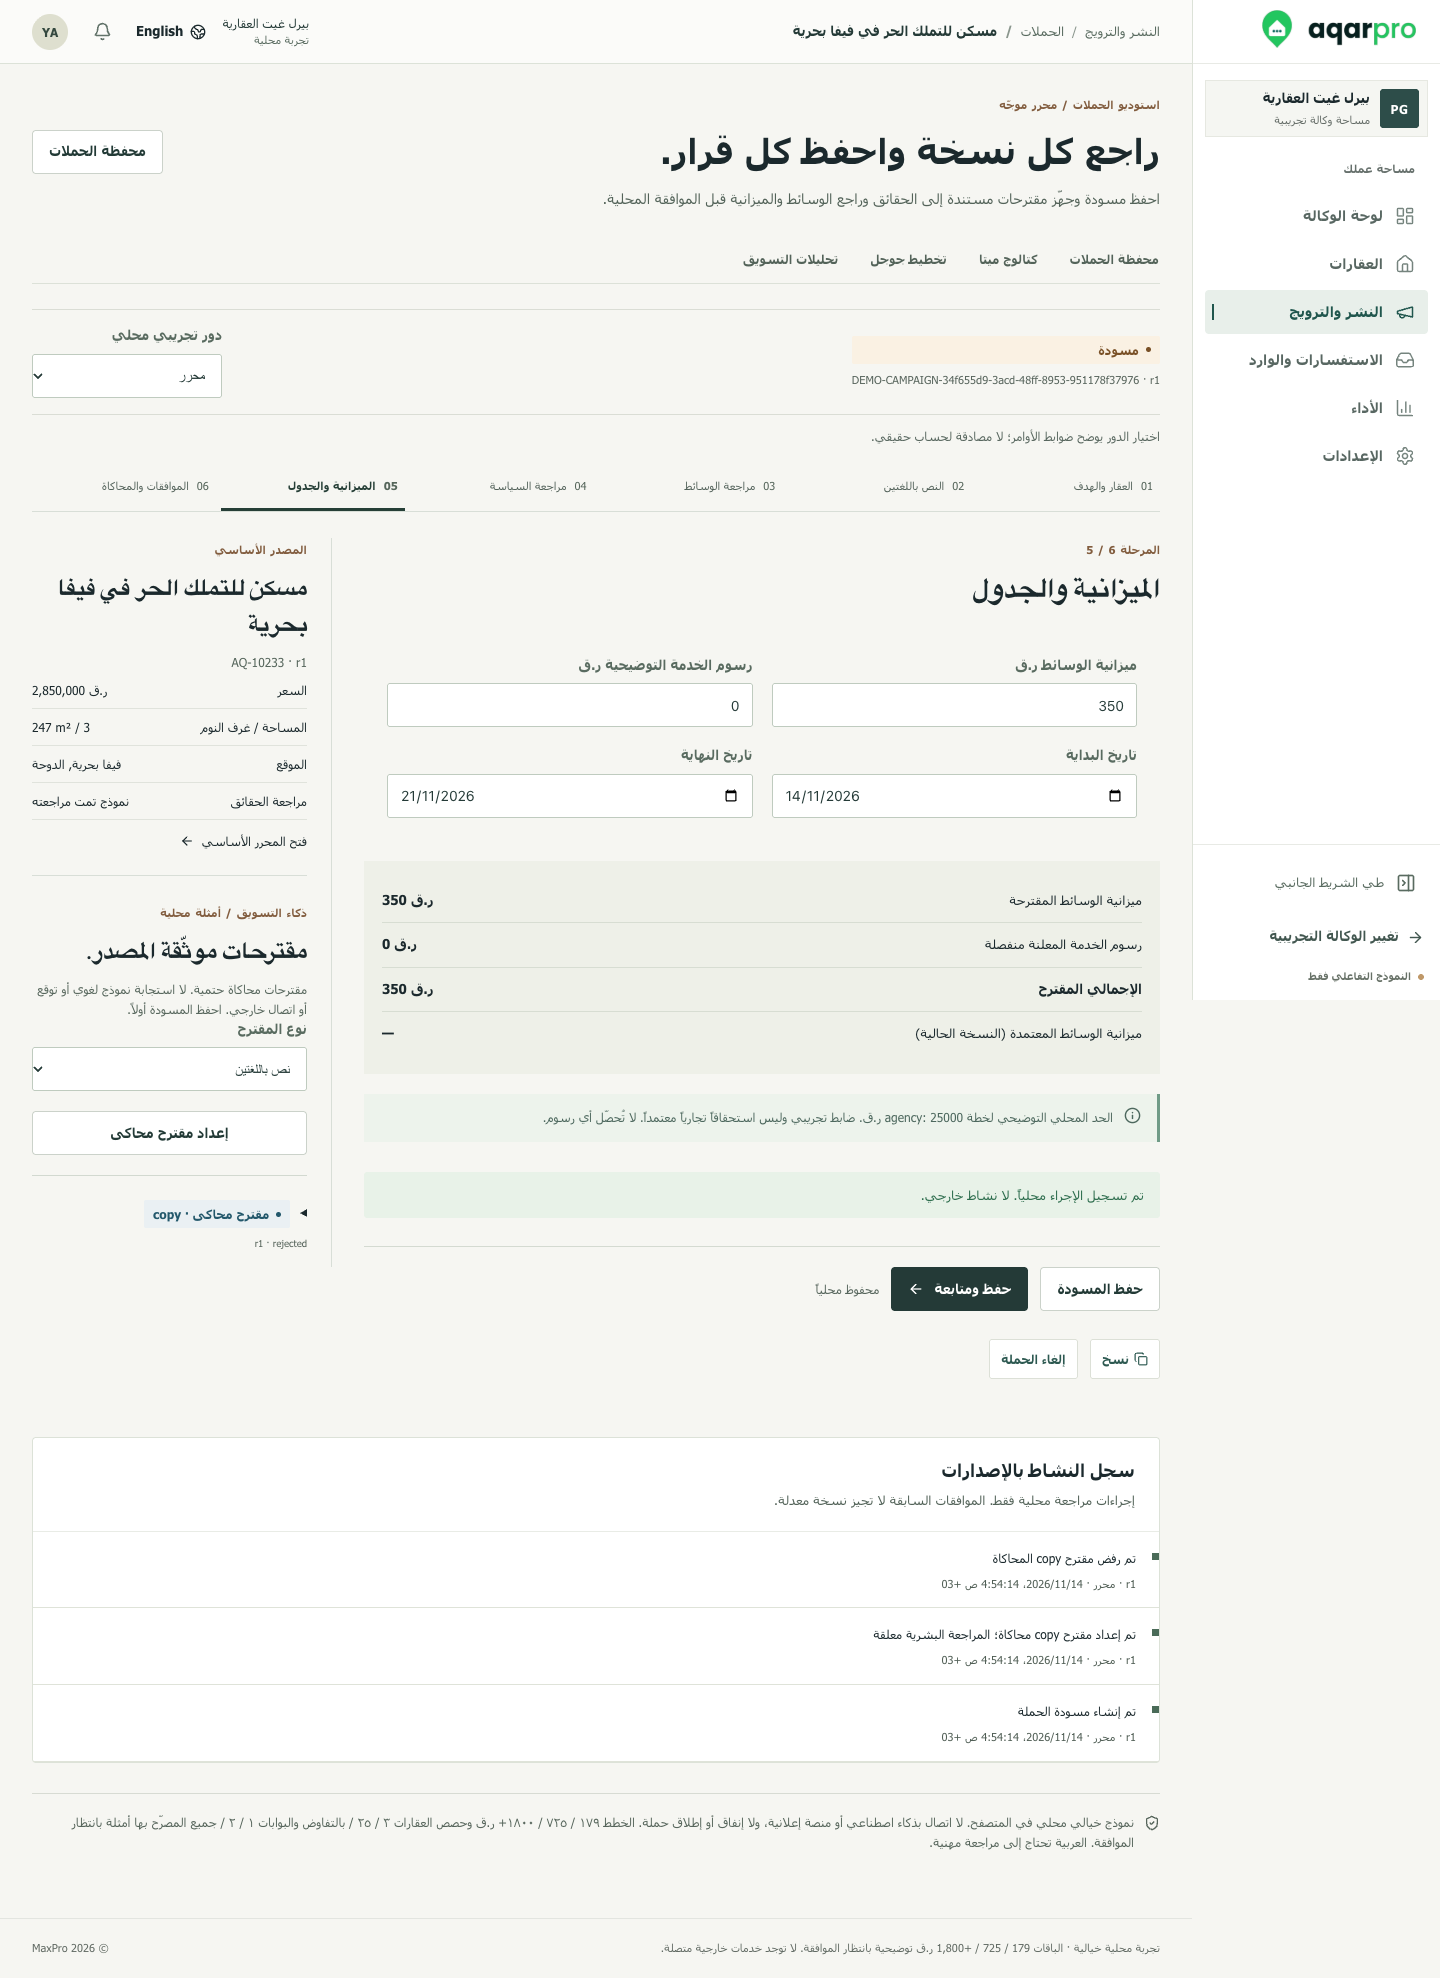 aqarpro
PG
بيرل غيت العقارية
مساحة وكالة تجريبية
مساحة عملك
لوحة الوكالة
العقارات
النشر والترويج
الاستفسارات والوارد
الأداء
الإعدادات
طي الشريط الجانبي
تغيير الوكالة التجريبية
النموذج التفاعلي فقط
النشر والترويج / الحملات / مسكن للتملك الحر في فيفا بحرية
بيرل غيت العقارية
تجربة محلية
English
YA
استوديو الحملات / محرر موجّه
راجع كل نسخة واحفظ كل قرار.
احفظ مسودة وجهّز مقترحات مستندة إلى الحقائق وراجع الوسائط والميزانية قبل الموافقة المحلية.
محفظة الحملات
محفظة الحملات
كتالوج ميتا
تخطيط جوجل
تحليلات التسويق
مسودة
DEMO-CAMPAIGN-34f655d9-3acd-48ff-8953-951178f37976 · r1
دور تجريبي محلي
محرر
اختيار الدور يوضح ضوابط الأوامر؛ لا مصادقة لحساب حقيقي.
01 العقار والهدف
02 النص باللغتين
03 مراجعة الوسائط
04 مراجعة السياسة
05 الميزانية والجدول
06 الموافقات والمحاكاة
المرحلة 6 / 5
الميزانية والجدول
ميزانية الوسائط ر.ق
350
رسوم الخدمة التوضيحية ر.ق
0
تاريخ البداية
14/11/2026
تاريخ النهاية
21/11/2026
ميزانية الوسائط المقترحة
ر.ق 350
رسوم الخدمة المعلنة منفصلة
ر.ق 0
الإجمالي المقترح
ر.ق 350
ميزانية الوسائط المعتمدة (النسخة الحالية)
—
الحد المحلي التوضيحي لخطة agency: 25000 ر.ق. ضابط تجريبي وليس استحقاقاً تجارياً معتمداً. لا تُحصّل أي رسوم.
تم تسجيل الإجراء محلياً. لا نشاط خارجي.
حفظ المسودة
حفظ ومتابعة
محفوظ محلياً
نسخ
إلغاء الحملة
المصدر الأساسي
مسكن للتملك الحر في فيفا
بحرية
AQ-10233 · r1
السعر
ر.ق 2,850,000
المساحة / غرف النوم
247 m² / 3
الموقع
فيفا بحرية, الدوحة
مراجعة الحقائق
نموذج تمت مراجعته
فتح المحرر الأساسي
ذكاء التسويق / أمثلة محلية
مقترحات موثّقة المصدر.
مقترحات محاكاة حتمية. لا استجابة نموذج لغوي أو توقع
أو اتصال خارجي. احفظ المسودة أولاً.
نوع المقترح
نص باللغتين
إعداد مقترح محاكى
مقترح محاكى · copy
r1 · rejected
سجل النشاط بالإصدارات
إجراءات مراجعة محلية فقط. الموافقات السابقة لا تجيز نسخة معدلة.
تم رفض مقترح copy المحاكاة
r1 · محرر · 2026/11/14، 4:54:14 ص +03
تم إعداد مقترح copy محاكاة؛ المراجعة البشرية معلقة
r1 · محرر · 2026/11/14، 4:54:14 ص +03
تم إنشاء مسودة الحملة
r1 · محرر · 2026/11/14، 4:54:14 ص +03
نموذج خيالي محلي في المتصفح. لا اتصال بذكاء اصطناعي أو منصة إعلانية، ولا إنفاق أو إطلاق حملة. الخطط ١٧٩ / ٧٢٥ / ١٨٠٠+ ر.ق وحصص العقارات ٣ / ٢٥ / بالتفاوض والبوابات ١ / ٢ / جميع المصرّح بها أمثلة بانتظار
الموافقة. العربية تحتاج إلى مراجعة مهنية.
تجربة محلية خيالية · الباقات 179 / 725 / +1,800 ر.ق توضيحية بانتظار الموافقة. لا توجد خدمات خارجية متصلة.
© MaxPro 2026